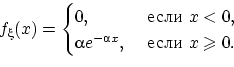 f_ξ(x) = { 0, если x < 0,
αe^{-αx}, если x ⩾ 0.